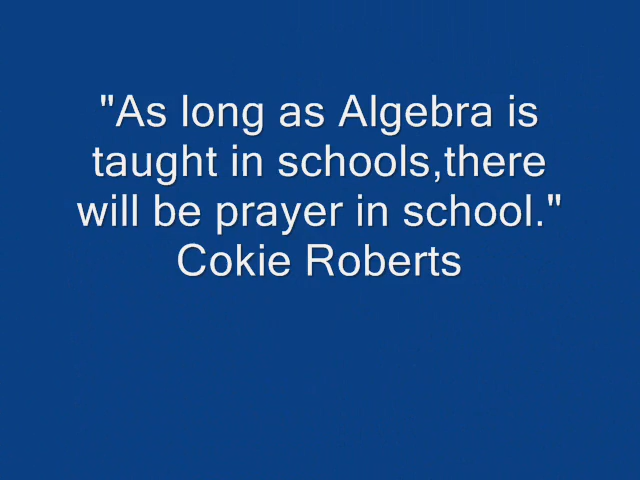 "As long as Algebra is
taught in schools,there
will be prayer in school."
Cokie Roberts